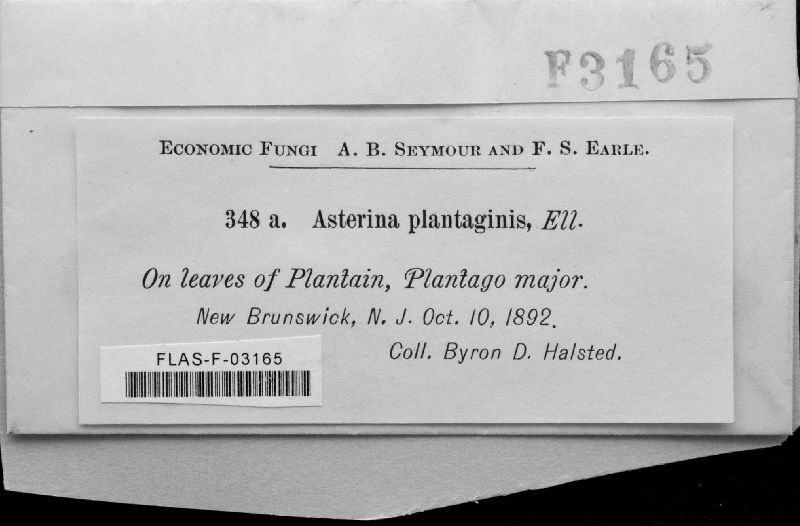 F3165
Economic Fungi A. B. Seymour and F. S. Earle.
348 a. Asterina plantaginis, Ell.
On leaves of Plantain, Plantago major.
New Brunswick, N. J. Oct. 10, 1892.
Coll. Byron D. Halsted.
FLAS-F-03165